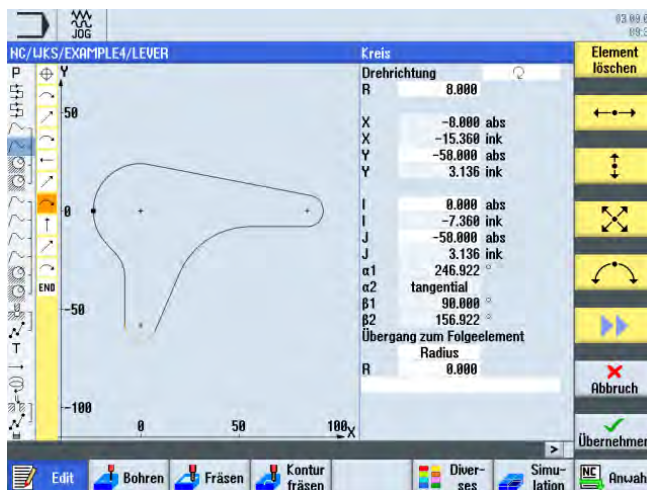 JOG
NC/WKS/EXAMPLE4/LEVER
P
END
T
Y
50
0
-50
-100
0 50 100 X
Kreis
Drehrichtung
R 8.000
X -8.000 abs
X -15.360 ink
Y -58.000 abs
Y 3.136 ink
I 0.000 abs
I -7.360 ink
J -58.000 abs
J 3.136 ink
α1 246.922 °
α2 tangential
β1 90.000 °
β2 156.922 °
Übergang zum Folgeelement
Radius
R 0.000
Element
löschen
Abbruch
Übernehmen
>
Edit
Bohren
Fräsen
Kontur
fräsen
Diver-
ses
Simu-
lation
NC
Anwah